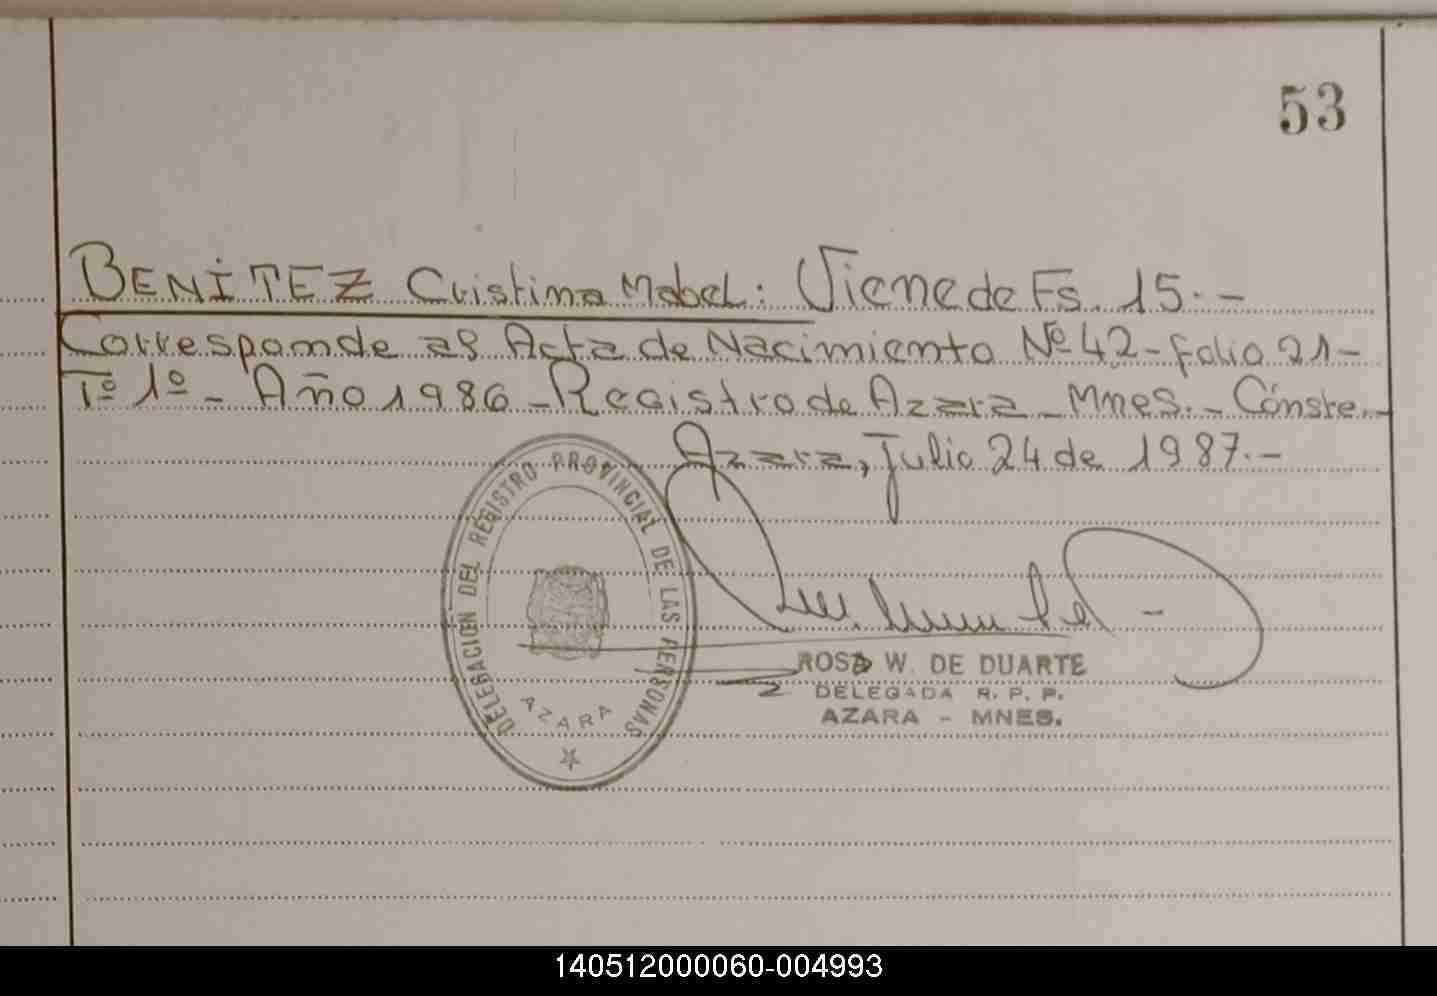 53
BENÍTEZ Cristina Mabel: Viene de Fs. 15.-
Corresponde al Acta de Nacimiento Nº 42-folio 21-
Tº 1º - Año 1986 - Registro de Azara - Mnes. - Cónste.-
Azara, Julio 24 de 1987.-
DELEGACION DEL REGISTRO PROVINCIAL DE LAS PERSONAS
AZARA
ROSA W. DE DUARTE
DELEGADA R. P. P.
AZARA - MNES.
140512000060-004993